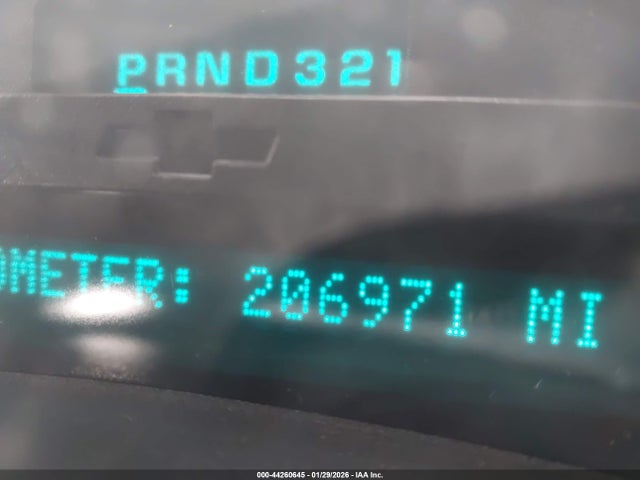 PRND321
OMETER: 206971 MI
000-44260645 - 01/29/2026 - IAA Inc.